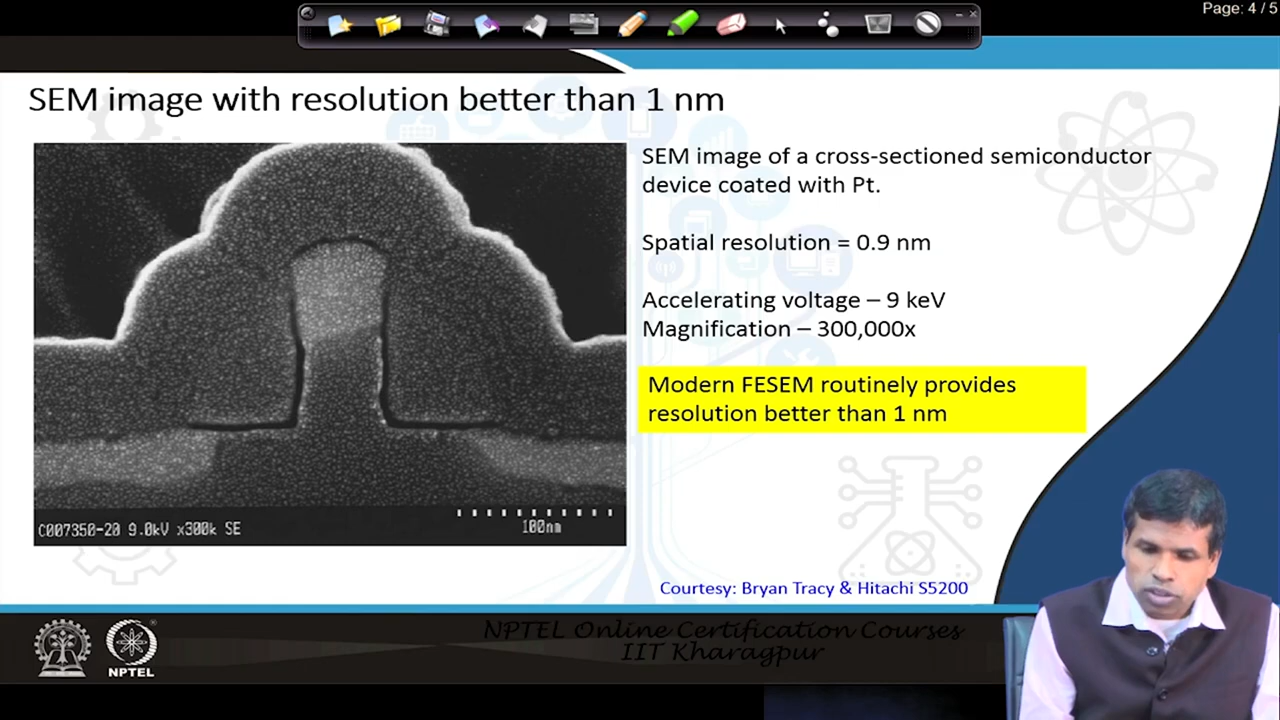 Page: 4 / 5
SEM image with resolution better than 1 nm
SEM image of a cross-sectioned semiconductor
device coated with Pt.
Spatial resolution = 0.9 nm
Accelerating voltage – 9 keV
Magnification – 300,000x
Modern FESEM routinely provides
resolution better than 1 nm
C007350-20 9.0kV x300k SE
100nm
Courtesy: Bryan Tracy & Hitachi S5200
NPTEL Online Certification Courses
IIT Kharagpur
NPTEL